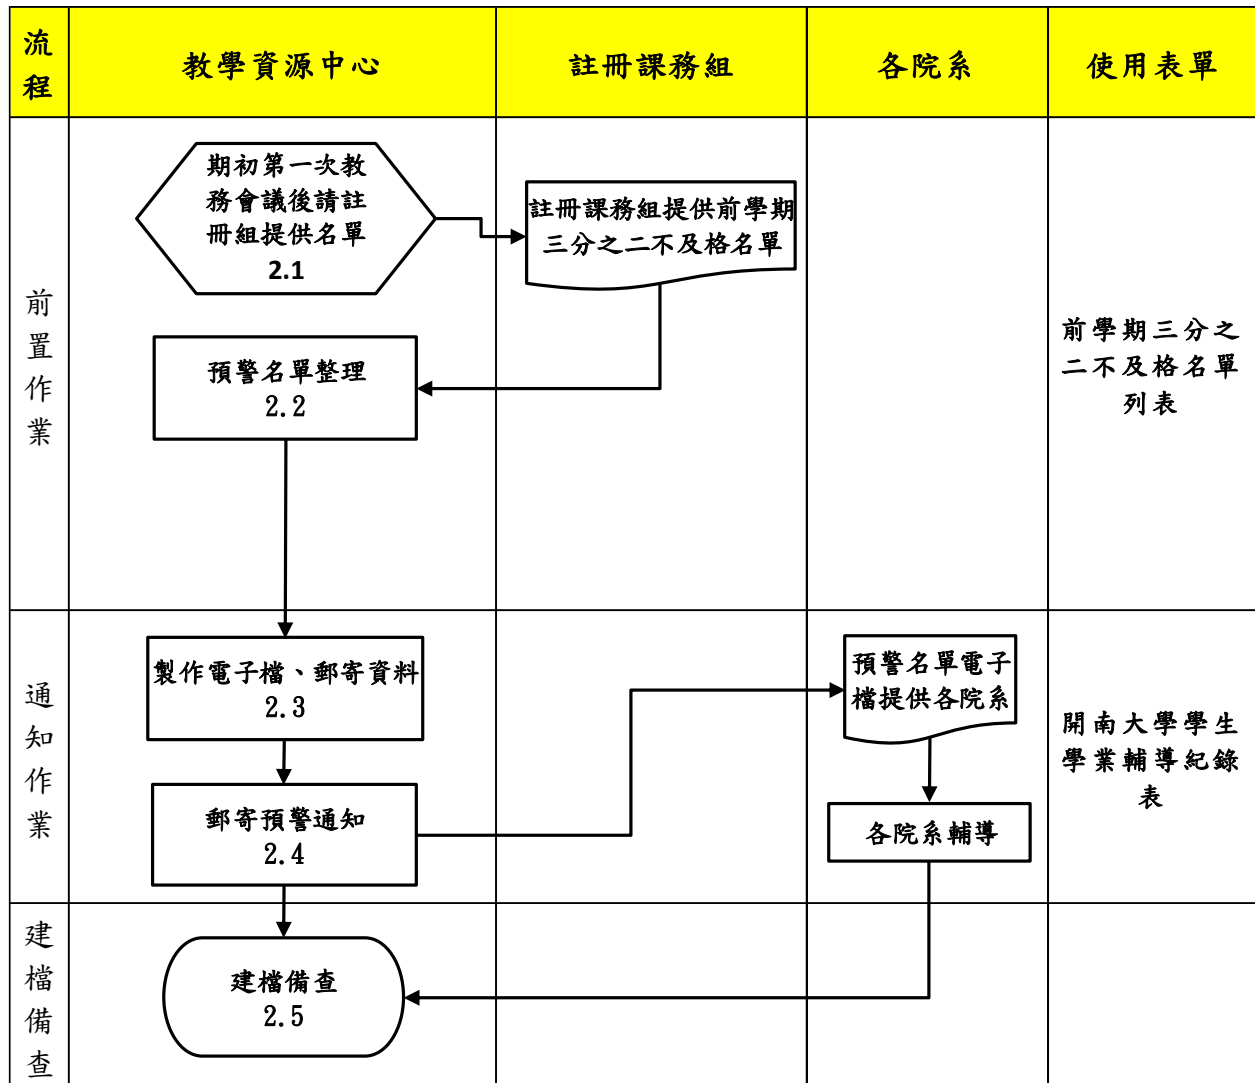 流
程
教學資源中心
註冊課務組
各院系
使用表單
前
置
作
業
期初第一次教
務會議後請註
冊組提供名單
2.1
註冊課務組提供前學期
三分之二不及格名單
預警名單整理
2.2
前學期三分之
二不及格名單
列表
通
知
作
業
製作電子檔、郵寄資料
2.3
預警名單電子
檔提供各院系
郵寄預警通知
2.4
各院系輔導
開南大學學生
學業輔導紀錄
表
建
檔
備
查
建檔備查
2.5